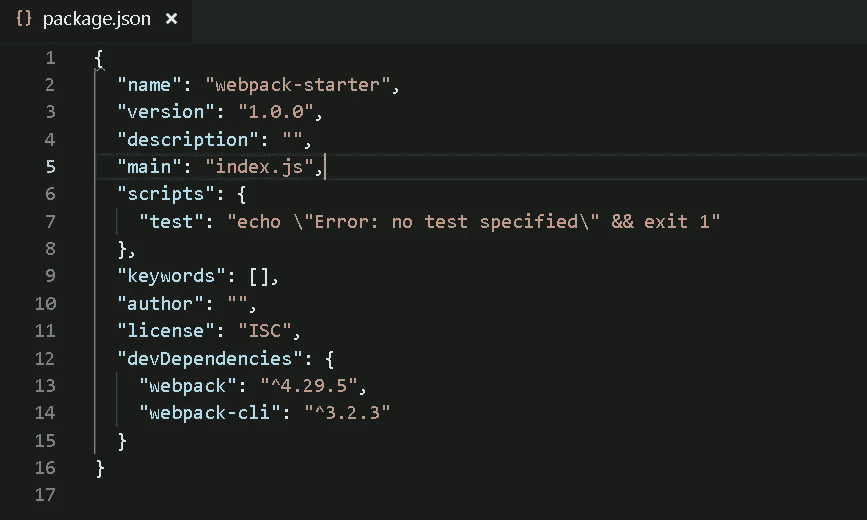 {} package.json ×
1 {
2   "name": "webpack-starter",
3   "version": "1.0.0",
4   "description": "",
5   "main": "index.js",
6   "scripts": {
7     "test": "echo \"Error: no test specified\" && exit 1"
8   },
9   "keywords": [],
10   "author": "",
11   "license": "ISC",
12   "devDependencies": {
13     "webpack": "^4.29.5",
14     "webpack-cli": "^3.2.3"
15   }
16 }
17